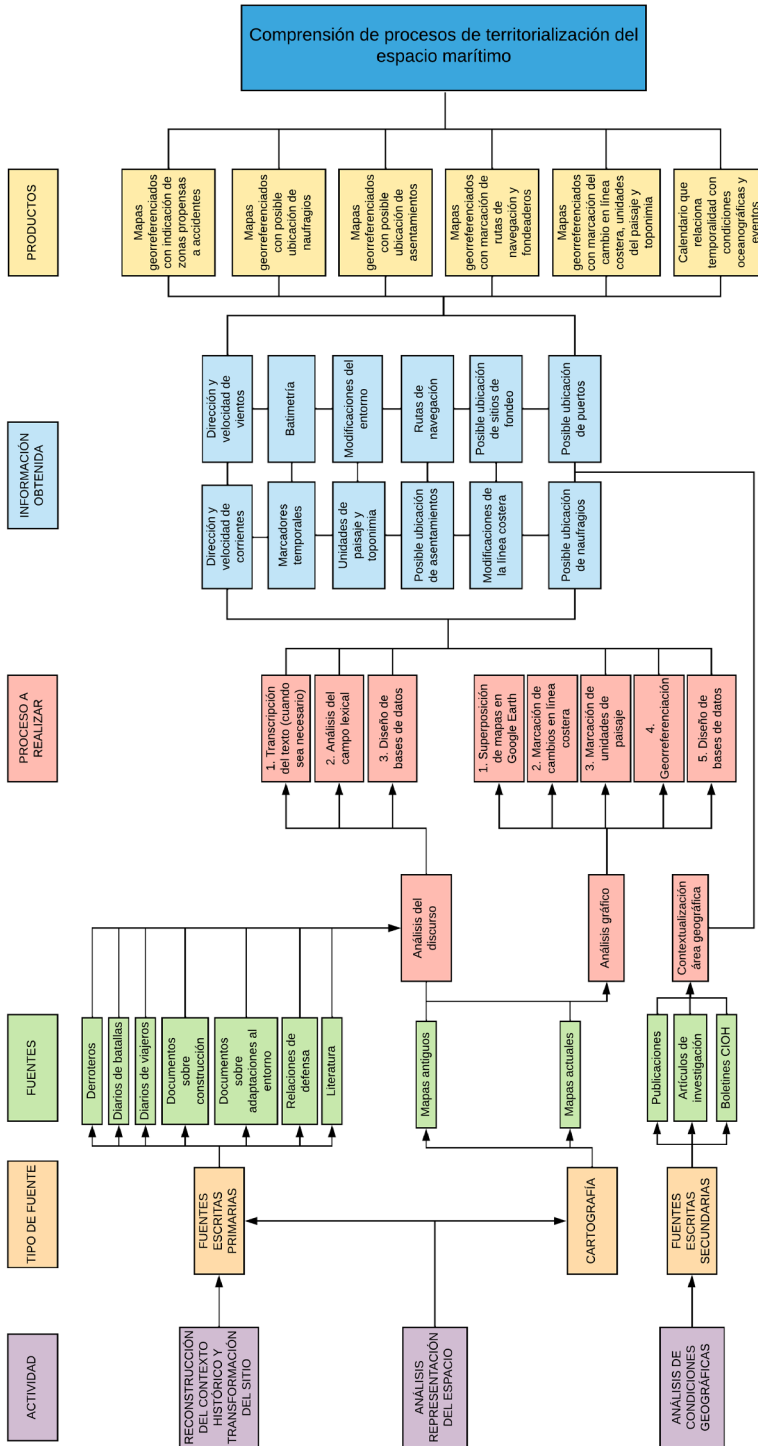 Comprensión de procesos de territorialización del
espacio marítimo
PRODUCTOS
Mapas
georreferenciados
con indicación de
zonas propensas
a accidentes
Mapas
georreferenciados
con posible
ubicación de
naufragios
Mapas
georreferenciados
con posible
ubicación de
asentamientos
Mapas
georreferenciados
con marcación de
rutas de
navegación y
fondeaderos
Mapas
georreferenciados
con marcación del
cambio en línea
costera, unidades
del paisaje y
toponimia
Calendario que
relaciona
temporalidad con
condiciones
oceanográficas y
eventos
INFORMACIÓN
OBTENIDA
Dirección y
velocidad de
vientos
Batimetría
Modificaciones del
entorno
Rutas de
navegación
Posible ubicación
de sitios de
fondeo
Posible ubicación
de puertos
Dirección y
velocidad de
corrientes
Marcadores
temporales
Unidades de
paisaje y
toponimia
Posible ubicación
de asentamientos
Modificaciones de
la línea costera
Posible ubicación
de naufragios
PROCESO A
REALIZAR
1. Transcripción
del texto (cuando
sea necesario)
2. Análisis del
campo lexical
3. Diseño de
bases de datos
1. Superposición
de mapas en
Google Earth
2. Marcación de
cambios en línea
costera
3. Marcación de
unidades de
paisaje
4.
Georreferenciación
5. Diseño de
bases de datos
Análisis del
discurso
Análisis gráfico
Contextualización
área geográfica
FUENTES
Derroteros
Diarios de batallas
Diarios de viajeros
Documentos
sobre
construcción
Documentos
sobre
adaptaciones al
entorno
Relaciones de
defensa
Literatura
Mapas antiguos
Mapas actuales
Publicaciones
Artículos de
investigación
Boletines CIOH
TIPO DE FUENTE
FUENTES
ESCRITAS
PRIMARIAS
CARTOGRAFÍA
FUENTES
ESCRITAS
SECUNDARIAS
ACTIVIDAD
RECONSTRUCCIÓN
DEL CONTEXTO
HISTÓRICO Y
TRANSFORMACIÓN
DEL SITIO
ANÁLISIS
REPRESENTACIÓN
DEL ESPACIO
ANÁLISIS DE
CONDICIONES
GEOGRÁFICAS